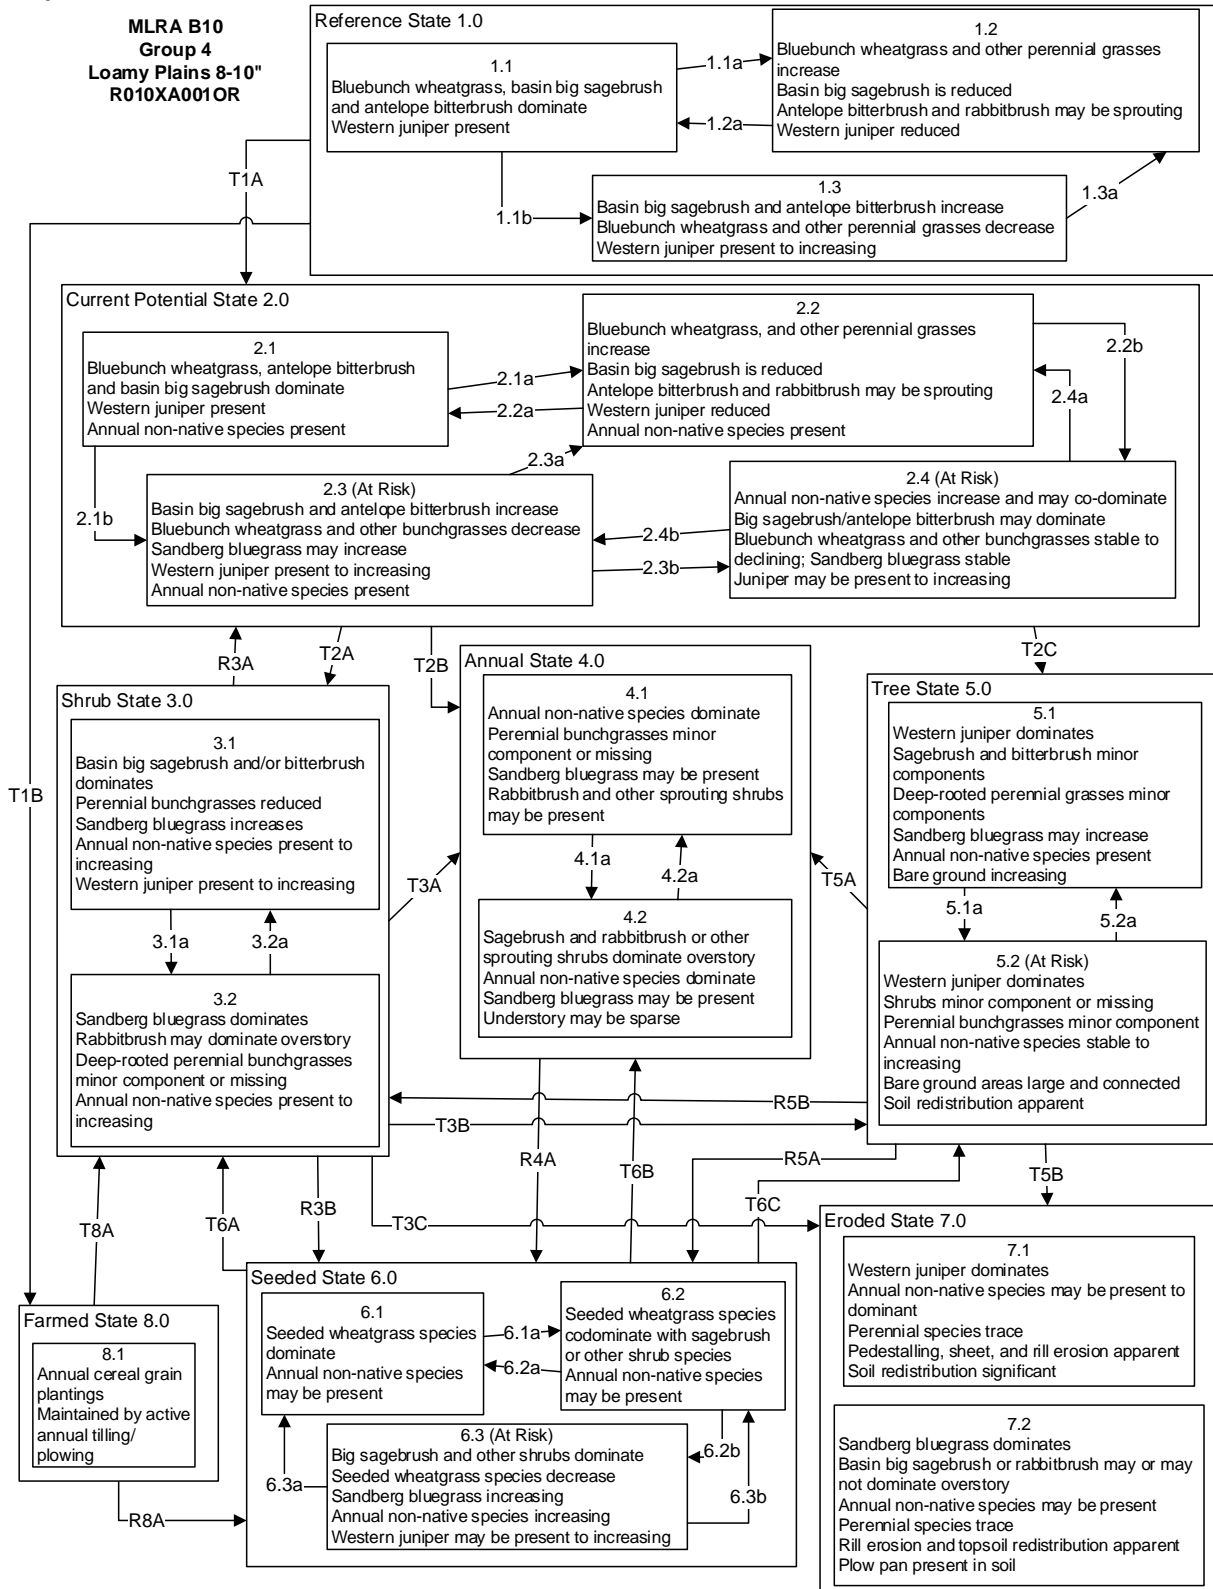 MLRA B10
Group 4
Loamy Plains 8-10"
R010XA001OR
Reference State 1.0
1.1
Bluebunch wheatgrass, basin big sagebrush
and antelope bitterbrush dominate
Western juniper present
1.1a
1.2a
1.2
Bluebunch wheatgrass and other perennial grasses
increase
Basin big sagebrush is reduced
Antelope bitterbrush and rabbitbrush may be sprouting
Western juniper reduced
1.1b
1.3
Basin big sagebrush and antelope bitterbrush increase
Bluebunch wheatgrass and other perennial grasses decrease
Western juniper present to increasing
1.3a
T1A
T1B
Current Potential State 2.0
2.1
Bluebunch wheatgrass, antelope bitterbrush
and basin big sagebrush dominate
Western juniper present
Annual non-native species present
2.1a
2.2a
2.2
Bluebunch wheatgrass, and other perennial grasses
increase
Basin big sagebrush is reduced
Antelope bitterbrush and rabbitbrush may be sprouting
Western juniper reduced
Annual non-native species present
2.2b
2.4a
2.1b
2.3a
2.3 (At Risk)
Basin big sagebrush and antelope bitterbrush increase
Bluebunch wheatgrass and other bunchgrasses decrease
Sandberg bluegrass may increase
Western juniper present to increasing
Annual non-native species present
2.4b
2.3b
2.4 (At Risk)
Annual non-native species increase and may co-dominate
Big sagebrush/antelope bitterbrush may dominate
Bluebunch wheatgrass and other bunchgrasses stable to
declining; Sandberg bluegrass stable
Juniper may be present to increasing
R3A
T2A
T2B
T2C
Shrub State 3.0
3.1
Basin big sagebrush and/or bitterbrush
dominates
Perennial bunchgrasses reduced
Sandberg bluegrass increases
Annual non-native species present to
increasing
Western juniper present to increasing
3.1a
3.2a
3.2
Sandberg bluegrass dominates
Rabbitbrush may dominate overstory
Deep-rooted perennial bunchgrasses
minor component or missing
Annual non-native species present to
increasing
T3A
Annual State 4.0
4.1
Annual non-native species dominate
Perennial bunchgrasses minor
component or missing
Sandberg bluegrass may be present
Rabbitbrush and other sprouting shrubs
may be present
4.1a
4.2a
4.2
Sagebrush and rabbitbrush or other
sprouting shrubs dominate overstory
Annual non-native species dominate
Sandberg bluegrass may be present
Understory may be sparse
T5A
Tree State 5.0
5.1
Western juniper dominates
Sagebrush and bitterbrush minor
components
Deep-rooted perennial grasses minor
components
Sandberg bluegrass may increase
Annual non-native species present
Bare ground increasing
5.1a
5.2a
5.2 (At Risk)
Western juniper dominates
Shrubs minor component or missing
Perennial bunchgrasses minor component
Annual non-native species stable to
increasing
Bare ground areas large and connected
Soil redistribution apparent
R5B
T3B
R4A
T6B
R5A
T6C
T5B
T8A
T6A
R3B
T3C
Seeded State 6.0
6.1
Seeded wheatgrass species
dominate
Annual non-native species
may be present
6.1a
6.2a
6.2
Seeded wheatgrass species
codominate with sagebrush
or other shrub species
Annual non-native species
may be present
6.3a
6.2b
6.3b
6.3 (At Risk)
Big sagebrush and other shrubs dominate
Seeded wheatgrass species decrease
Sandberg bluegrass increasing
Annual non-native species increasing
Western juniper may be present to increasing
Eroded State 7.0
7.1
Western juniper dominates
Annual non-native species may be present to
dominant
Perennial species trace
Pedestalling, sheet, and rill erosion apparent
Soil redistribution significant
7.2
Sandberg bluegrass dominates
Basin big sagebrush or rabbitbrush may or may
not dominate overstory
Annual non-native species may be present
Perennial species trace
Rill erosion and topsoil redistribution apparent
Plow pan present in soil
Farmed State 8.0
8.1
Annual cereal grain
plantings
Maintained by active
annual tilling/
plowing
R8A